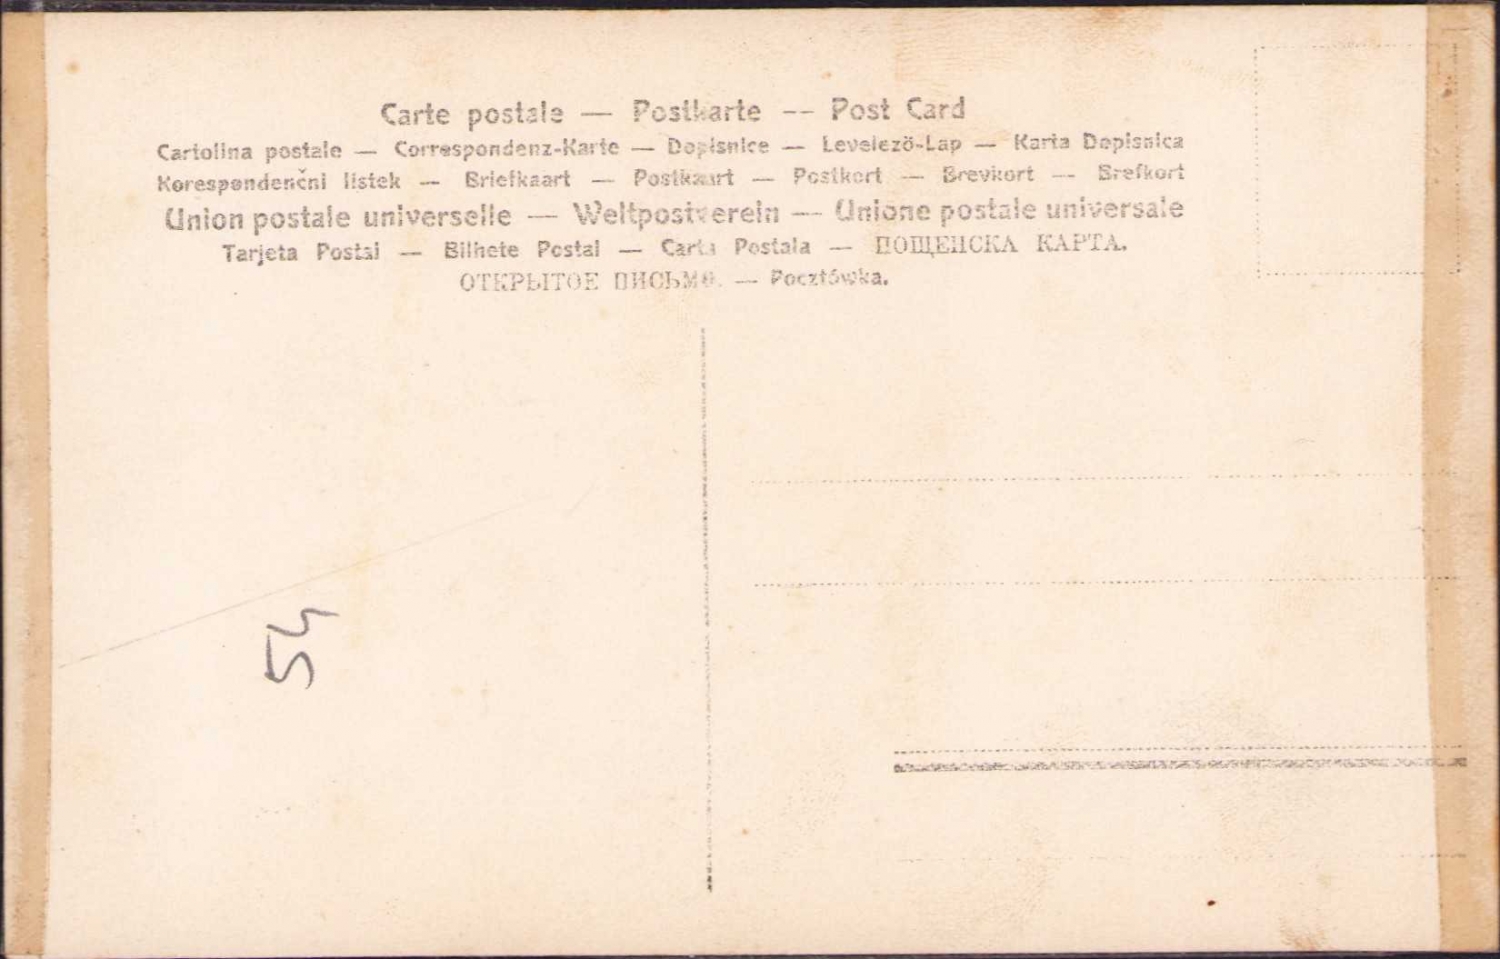 Carte postale — Postkarte -- Post Card
Cartolina postale — Correspondenz-Karte — Dopisnice — Levelező-Lap — Karta Dopisnica
Korespondenční listek — Briefkaart — Postkaart — Postkort — Brevkort -- Brefkort
Union postale universelle — Weltpostverein — Unione postale universale
Tarjeta Postal — Bilhete Postal — Carta Postala — ПОЩЕНСКА КАРТА.
ОТКРЫТОЕ ПИСЬМО. — Pocztówka.
54